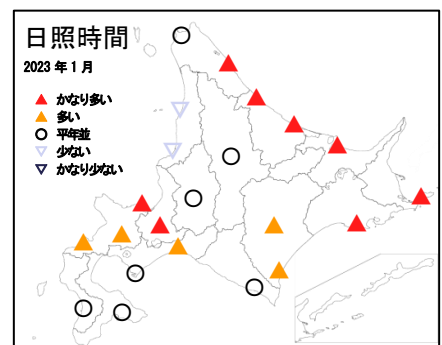 日照時間
2023 年 1 月
かなり多い
多い
平年並
少ない
かなり少ない